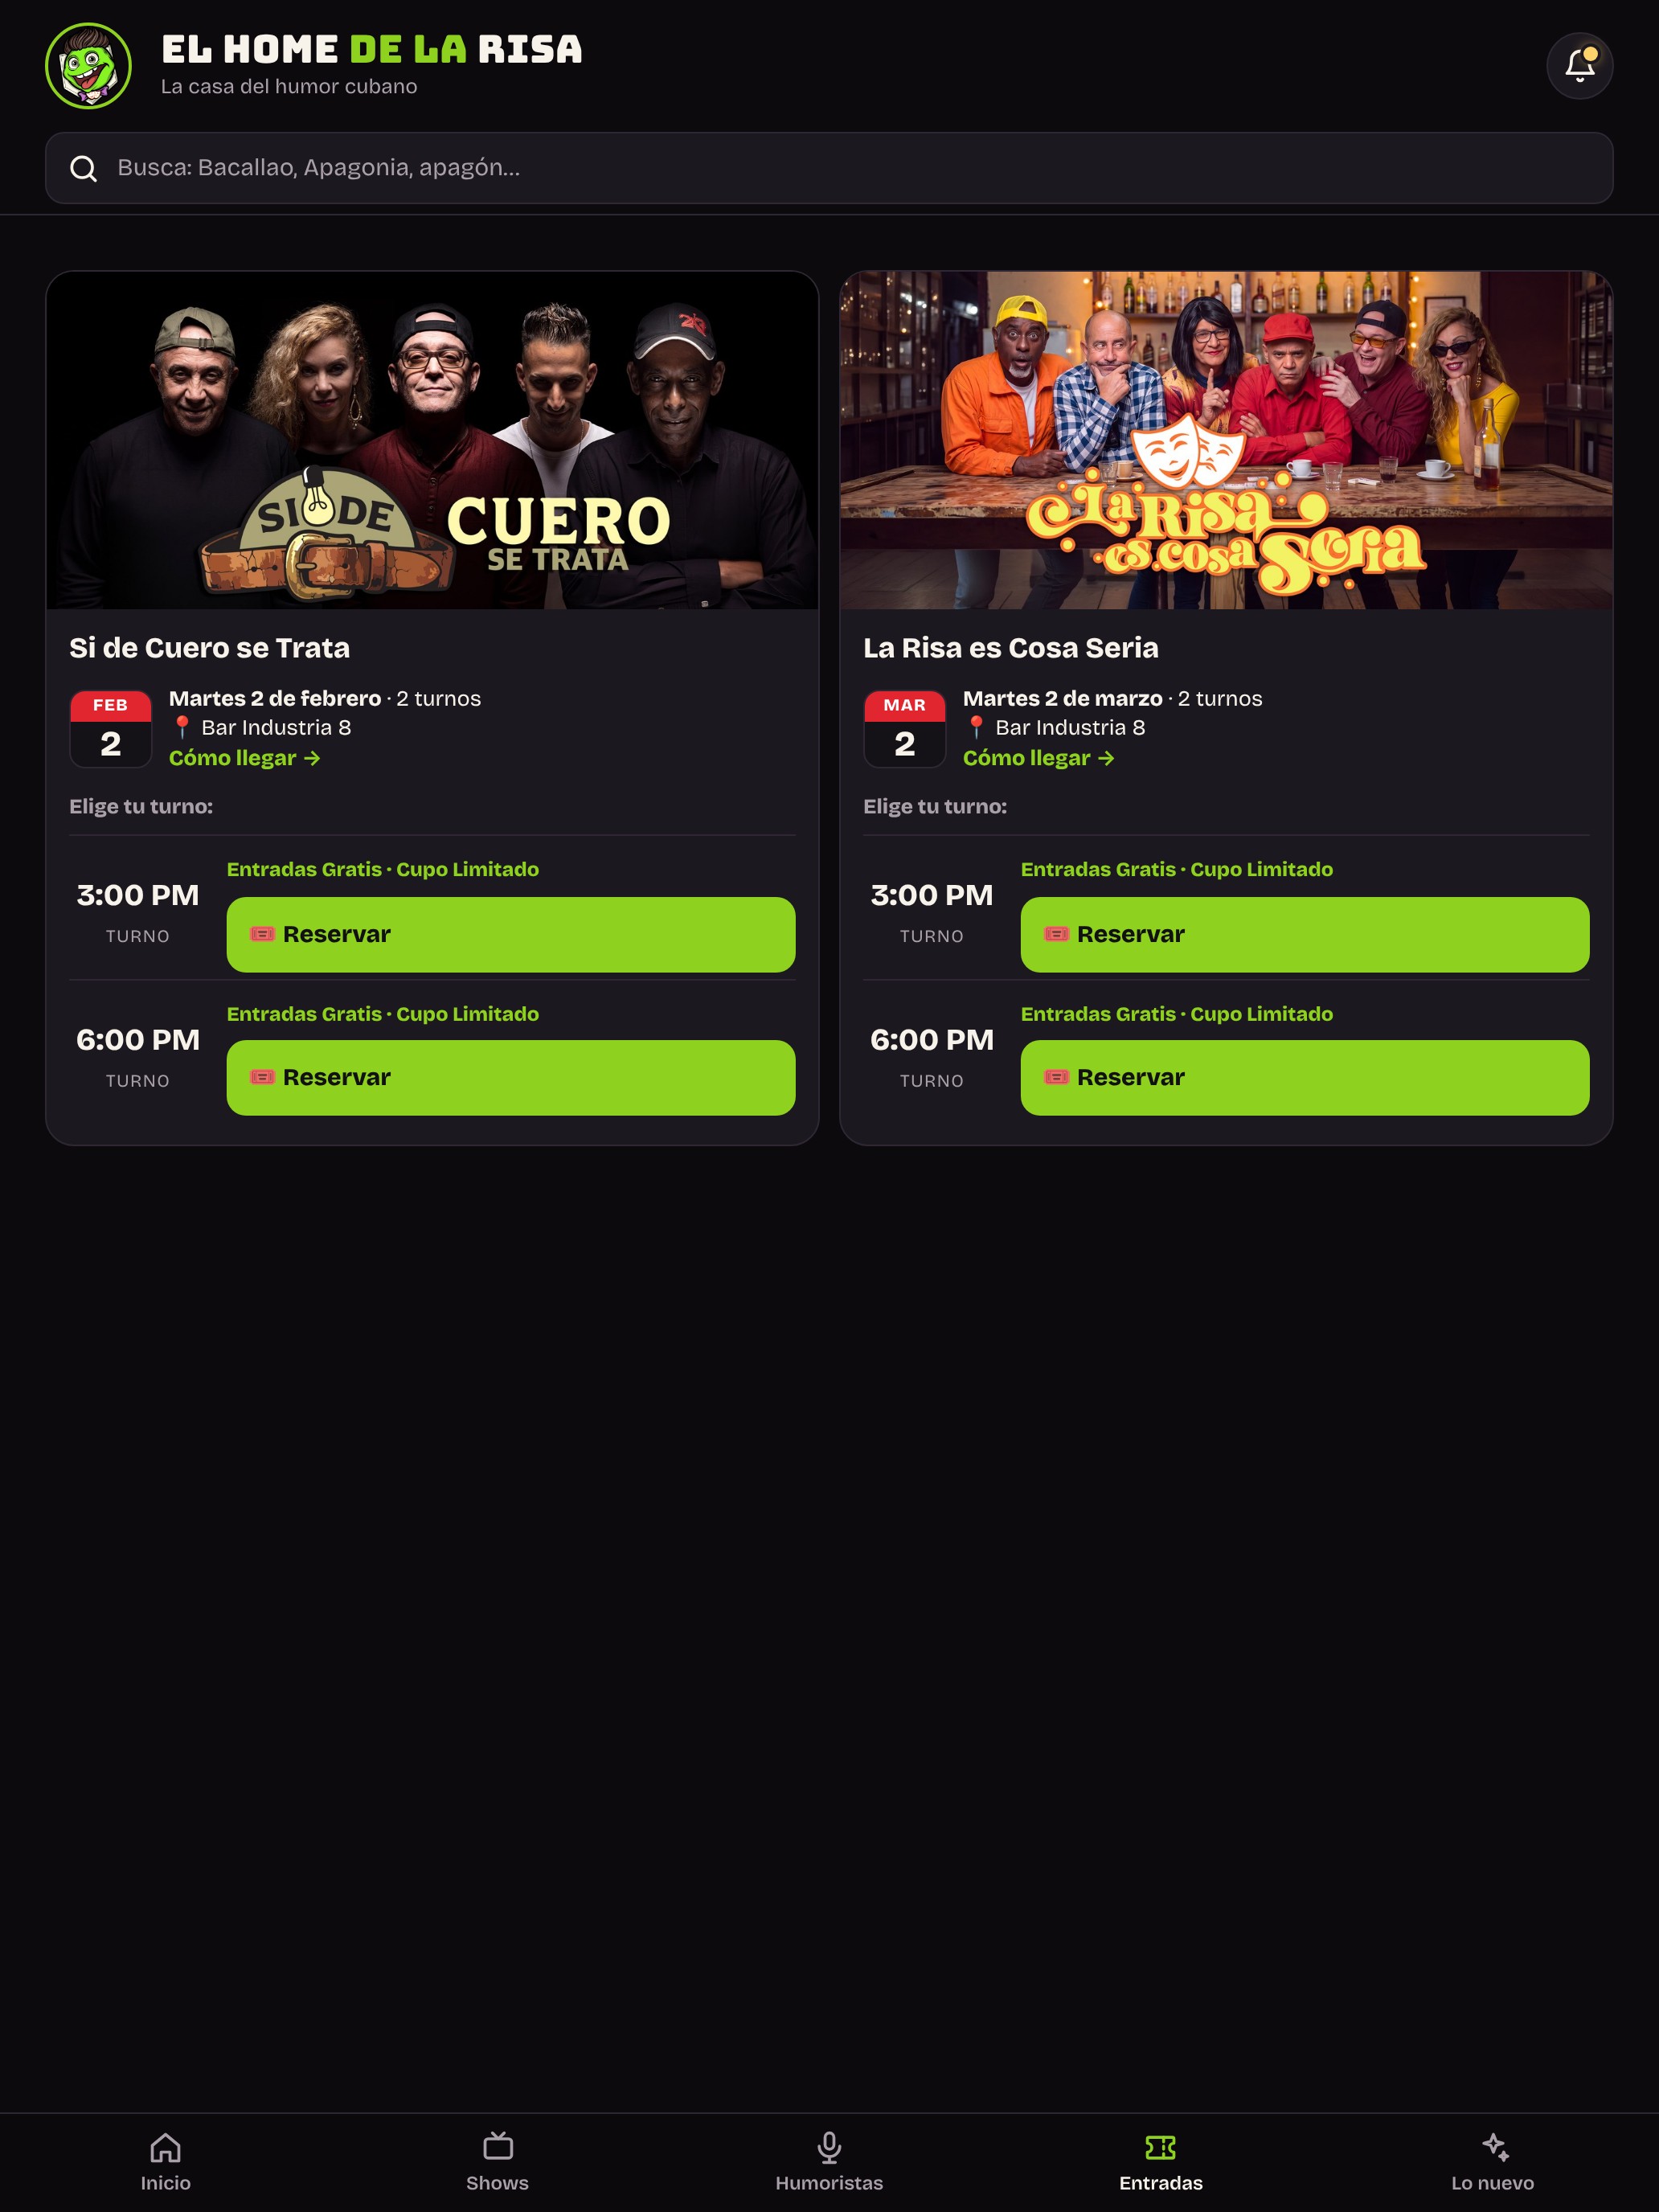 EL HOME DE LA RISA
La casa del humor cubano
Busca: Bacallao, Apagonia, apagón...
SI DE
CUERO
SE TRATA
Si de Cuero se Trata
FEB
2
Martes 2 de febrero · 2 turnos
📍 Bar Industria 8
Cómo llegar →
Elige tu turno:
3:00 PM
TURNO
Entradas Gratis · Cupo Limitado
🎟️ Reservar
6:00 PM
TURNO
Entradas Gratis · Cupo Limitado
🎟️ Reservar
La Risa
es cosa Seria
La Risa es Cosa Seria
MAR
2
Martes 2 de marzo · 2 turnos
📍 Bar Industria 8
Cómo llegar →
Elige tu turno:
3:00 PM
TURNO
Entradas Gratis · Cupo Limitado
🎟️ Reservar
6:00 PM
TURNO
Entradas Gratis · Cupo Limitado
🎟️ Reservar
Inicio
Shows
Humoristas
Entradas
Lo nuevo